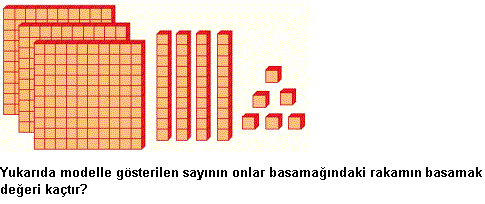 Yukarıda modelle gösterilen sayının onlar basamağındaki rakamın basamak
değeri kaçtır?